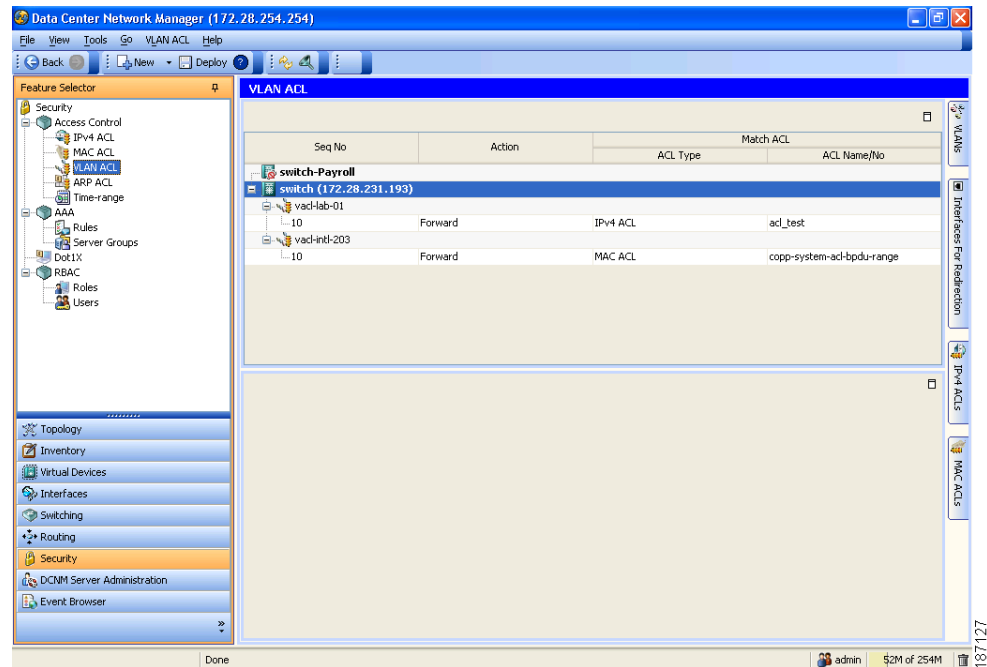 Data Center Network Manager (172.28.254.254)
File View Tools Go VLAN ACL Help
Back New Deploy
Feature Selector
Security
Access Control
IPv4 ACL
MAC ACL
VLAN ACL
ARP ACL
Time-range
AAA
Rules
Server Groups
Dot1X
RBAC
Roles
Users
Topology
Inventory
Virtual Devices
Interfaces
Switching
Routing
Security
DCNM Server Administration
Event Browser
VLAN ACL
Seq No Action Match ACL
ACL Type ACL Name/No
switch-Payroll
switch (172.28.231.193)
vacl-lab-01
10 Forward IPv4 ACL acl_test
vacl-intl-203
10 Forward MAC ACL copp-system-acl-bpdu-range
VLANs
Interfaces For Redirection
IPv4 ACLs
MAC ACLs
Done admin 52M of 254M
187127